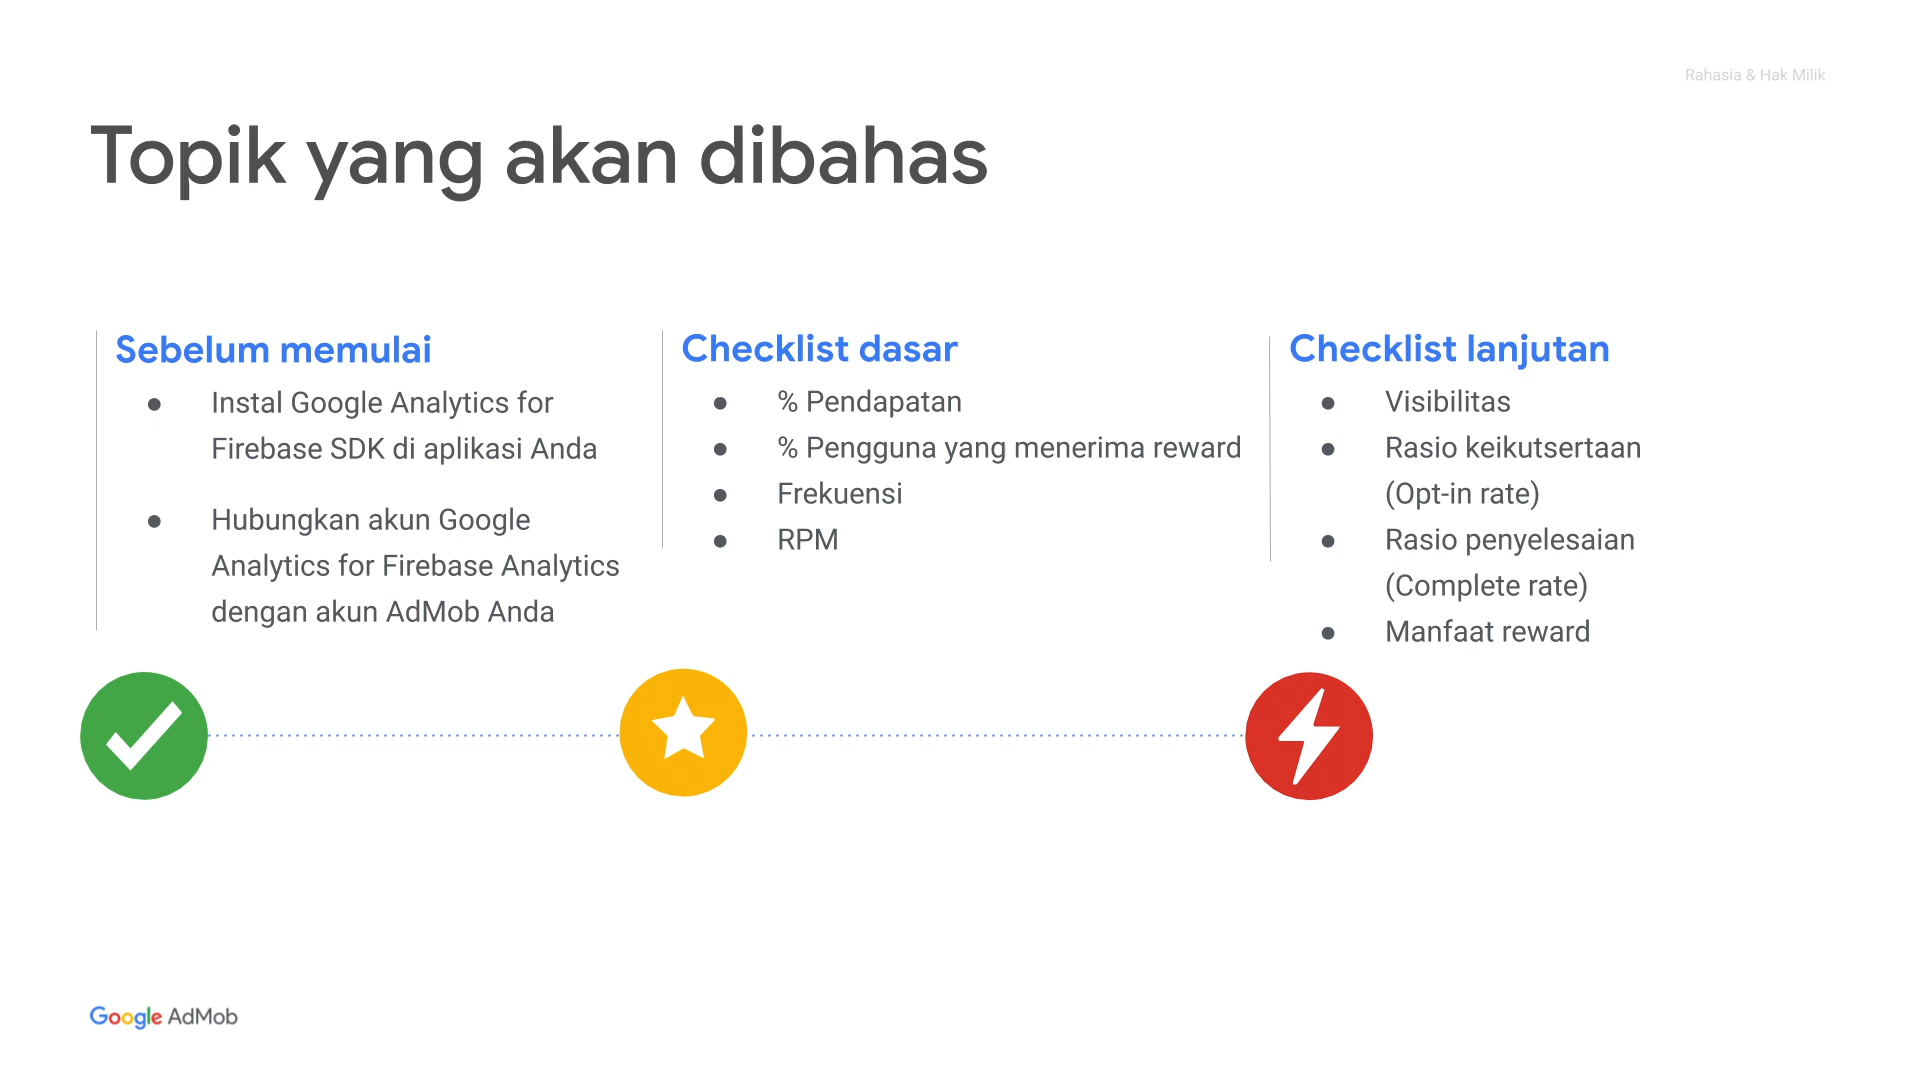 Rahasia & Hak Milik
Topik yang akan dibahas
Sebelum memulai
● Instal Google Analytics for
Firebase SDK di aplikasi Anda
● Hubungkan akun Google
Analytics for Firebase Analytics
dengan akun AdMob Anda
Checklist dasar
● % Pendapatan
● % Pengguna yang menerima reward
● Frekuensi
● RPM
Checklist lanjutan
● Visibilitas
● Rasio keikutsertaan
(Opt-in rate)
● Rasio penyelesaian
(Complete rate)
● Manfaat reward
Google AdMob